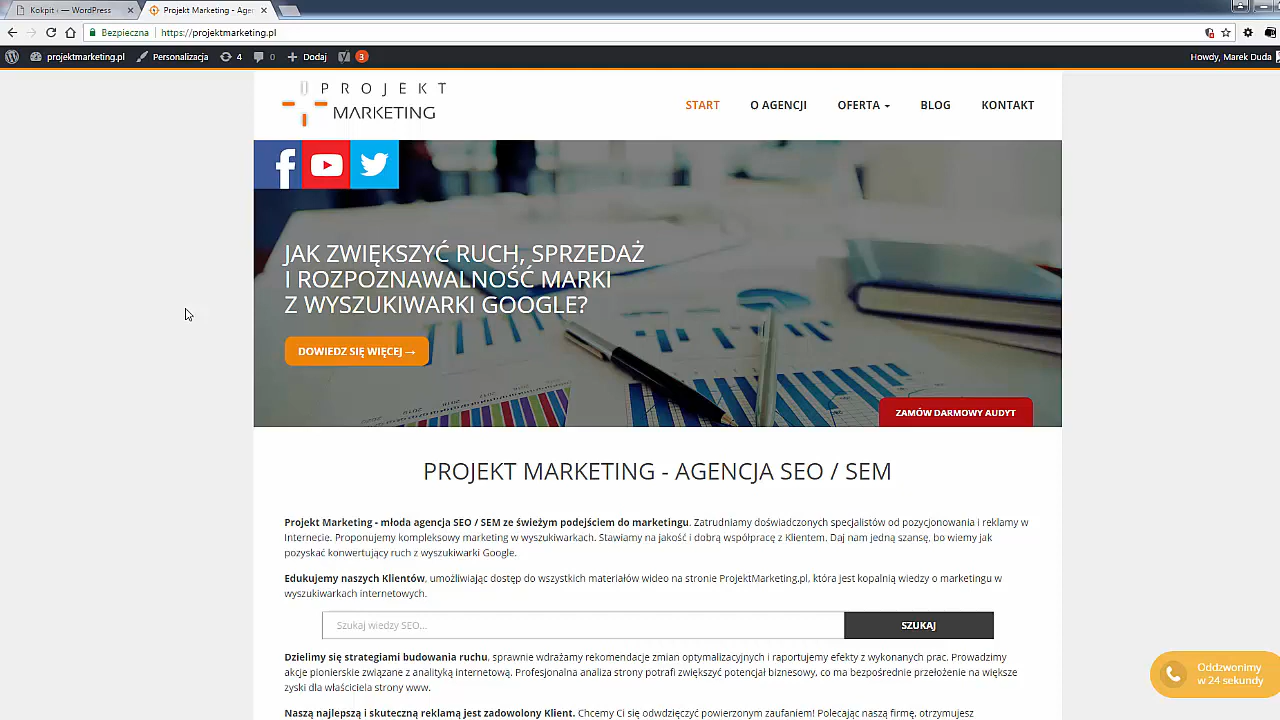 Kokpit ‹ — WordPress
Projekt Marketing - Agen
Bezpieczna
https://projektmarketing.pl
projektmarketing.pl
Personalizacja
4
0
Dodaj
3
Howdy, Marek Duda
PROJEKT
MARKETING
START
O AGENCJI
OFERTA
BLOG
KONTAKT
JAK ZWIĘKSZYĆ RUCH, SPRZEDAŻ
I ROZPOZNAWALNOŚĆ MARKI
Z WYSZUKIWARKI GOOGLE?
DOWIEDZ SIĘ WIĘCEJ →
ZAMÓW DARMOWY AUDYT
PROJEKT MARKETING - AGENCJA SEO / SEM
Projekt Marketing - młoda agencja SEO / SEM ze świeżym podejściem do marketingu. Zatrudniamy doświadczonych specjalistów od pozycjonowania i reklamy w
Internecie. Proponujemy kompleksowy marketing w wyszukiwarkach. Stawiamy na jakość i dobrą współpracę z Klientem. Daj nam jedną szansę, bo wiemy jak
pozyskać konwertujący ruch z wyszukiwarki Google.
Edukujemy naszych Klientów, umożliwiając dostęp do wszystkich materiałów wideo na stronie ProjektMarketing.pl, która jest kopalnią wiedzy o marketingu w
wyszukiwarkach internetowych.
Szukaj wiedzy SEO...
SZUKAJ
Dzielimy się strategiami budowania ruchu, sprawnie wdrażamy rekomendacje zmian optymalizacyjnych i raportujemy efekty z wykonanych prac. Prowadzimy
akcje pionierskie związane z analityką internetową. Profesjonalna analiza strony potrafi zwiększyć potencjał biznesowy, co ma bezpośrednie przełożenie na większe
zyski dla właściciela strony www.
Oddzwonimy
w 24 sekundy
Naszą najlepszą i skuteczną reklamą jest zadowolony Klient. Chcemy Ci się odwdzięczyć powierzonym zaufaniem! Polecając naszą firmę, otrzymujesz